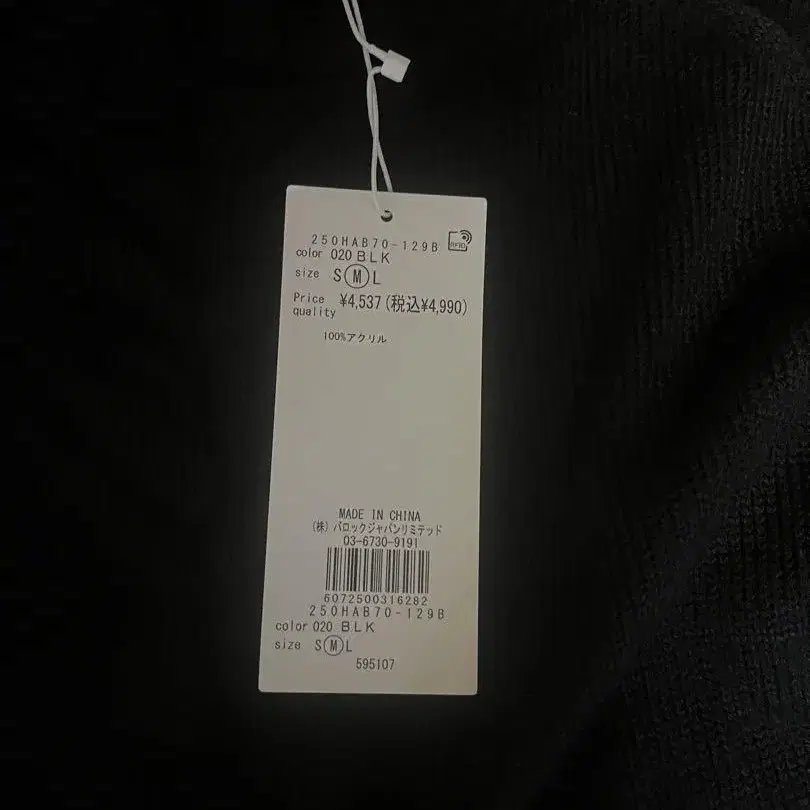 250HAB70-129B
RFID
color 020 BLK
size S M L
Price ¥4,537(税込¥4,990)
quality
100%アクリル
MADE IN CHINA
(株)バロックジャパンリミテッド
03-6730-9191
6072500316282
250HAB70-129B
color 020 BLK
size S M L
595107